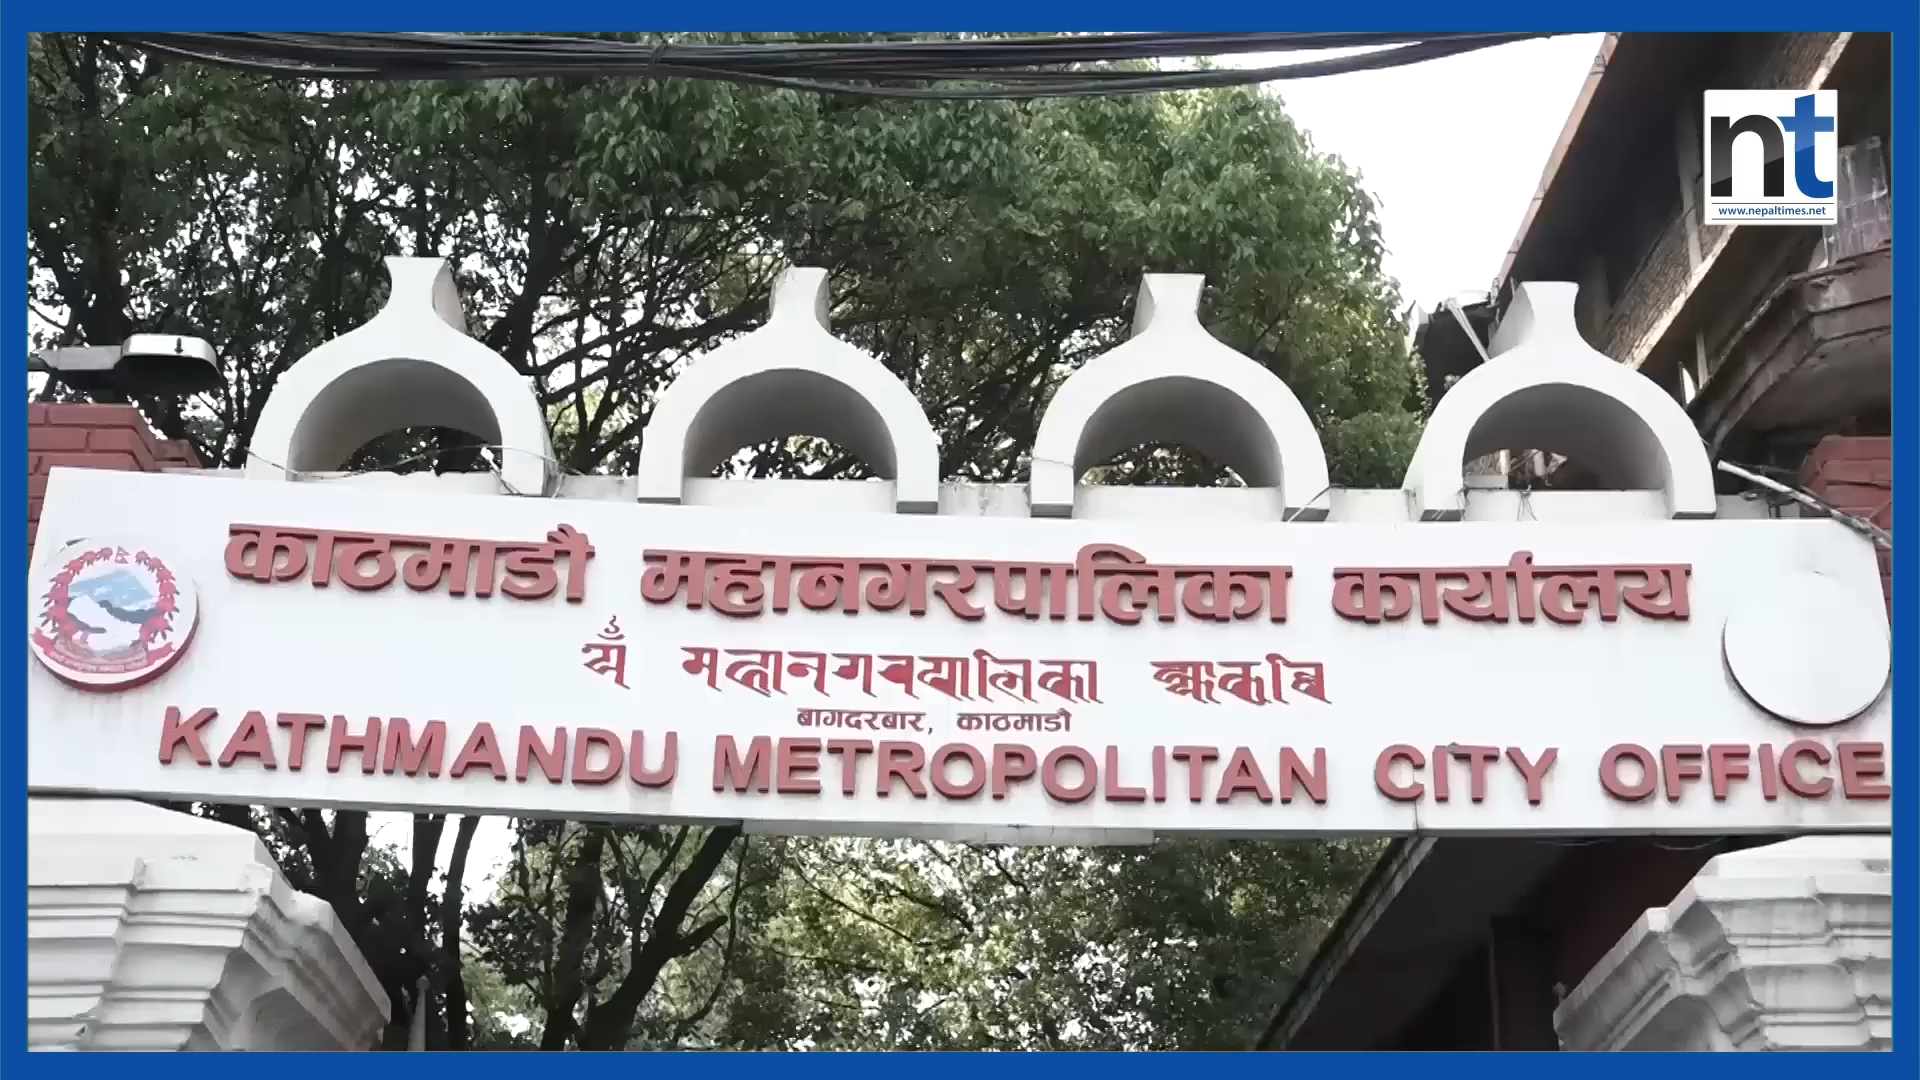 nt
www.nepaltimes.net
काठमाडौं महानगरपालिका कार्यालय
बागदरबार, काठमाडौं
KATHMANDU METROPOLITAN CITY OFFICE